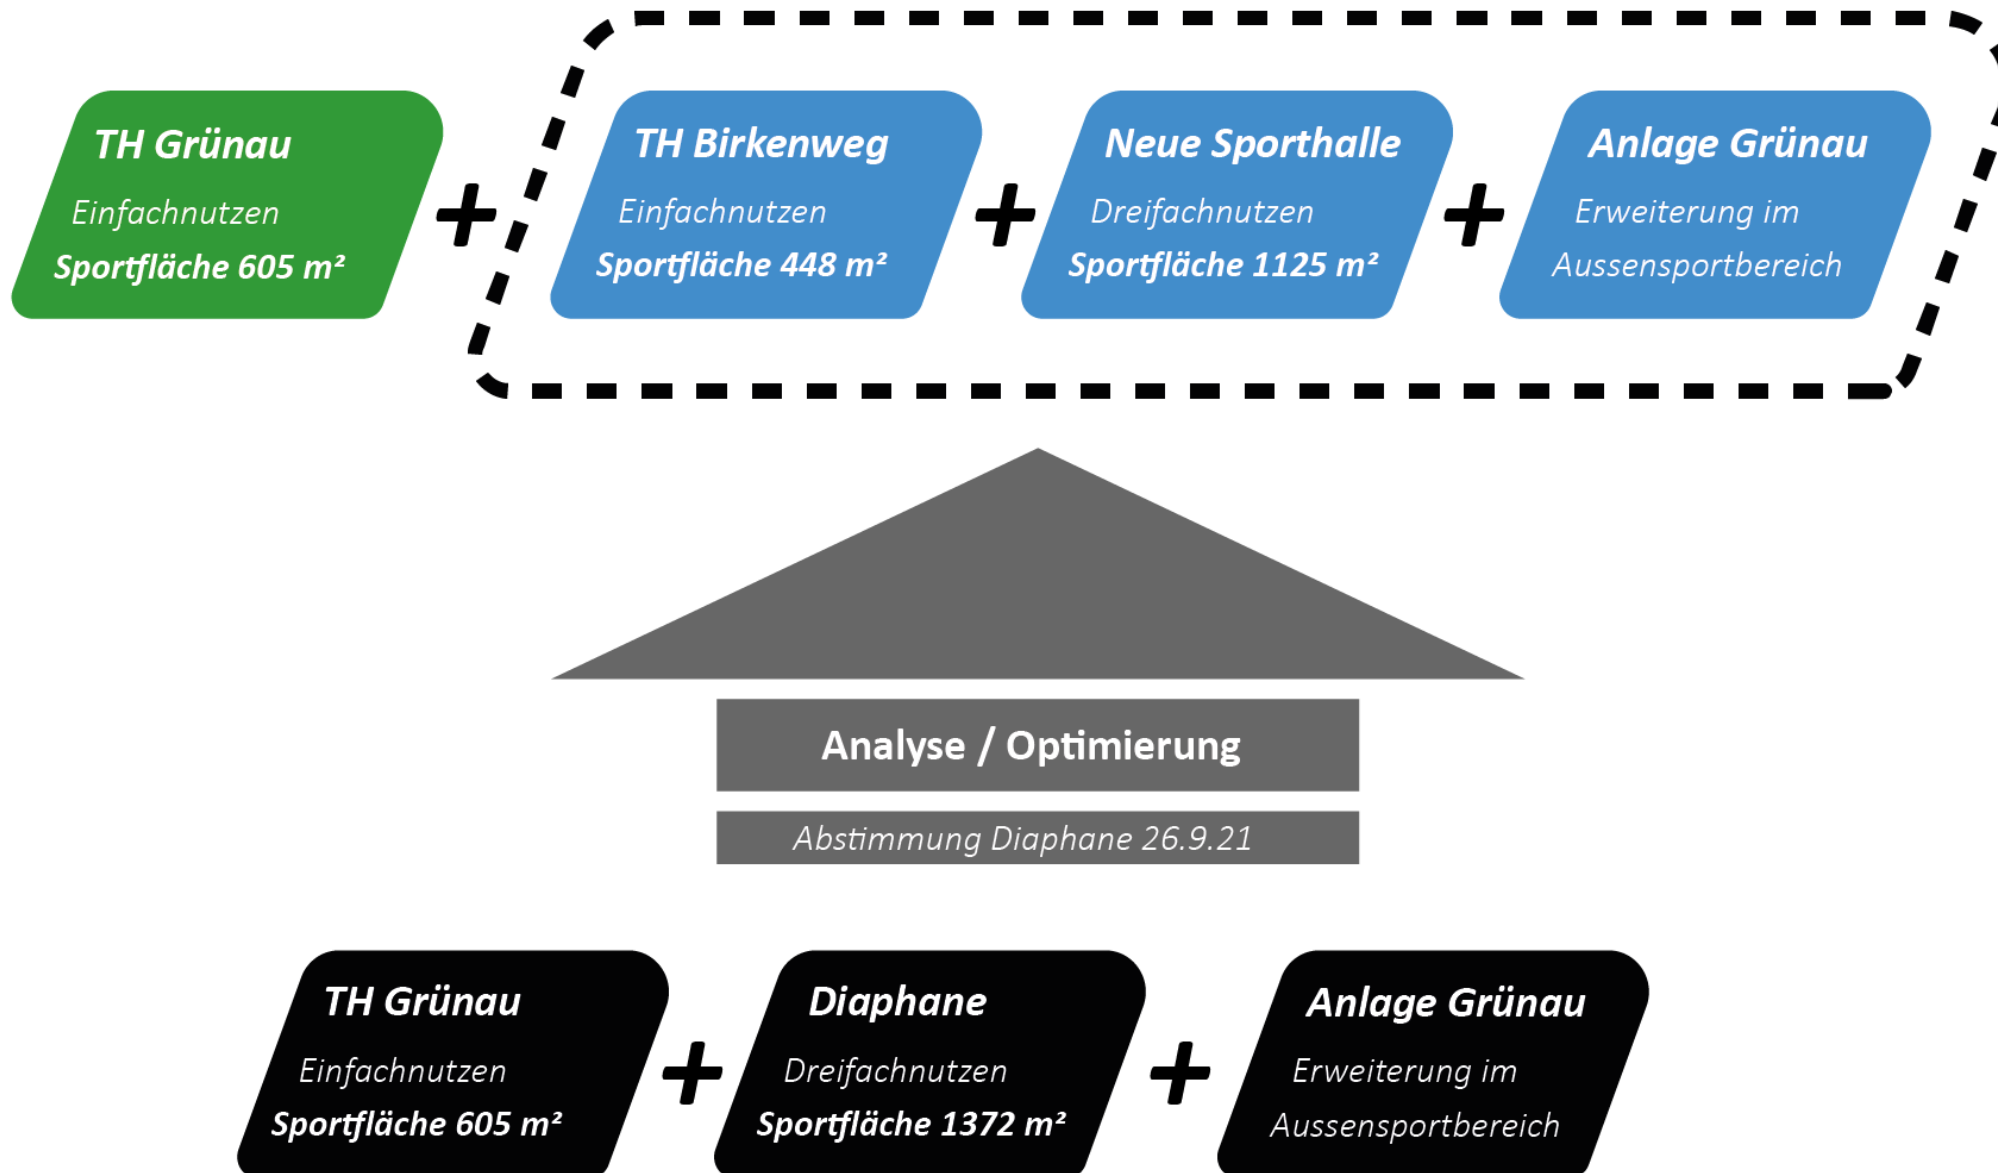 TH Grünau
Einfachnutzen
Sportfläche 605 m²
+
TH Birkenweg
Einfachnutzen
Sportfläche 448 m²
+
Neue Sporthalle
Dreifachnutzen
Sportfläche 1125 m²
+
Anlage Grünau
Erweiterung im
Aussensportbereich
Analyse / Optimierung
Abstimmung Diaphane 26.9.21
TH Grünau
Einfachnutzen
Sportfläche 605 m²
+
Diaphane
Dreifachnutzen
Sportfläche 1372 m²
+
Anlage Grünau
Erweiterung im
Aussensportbereich